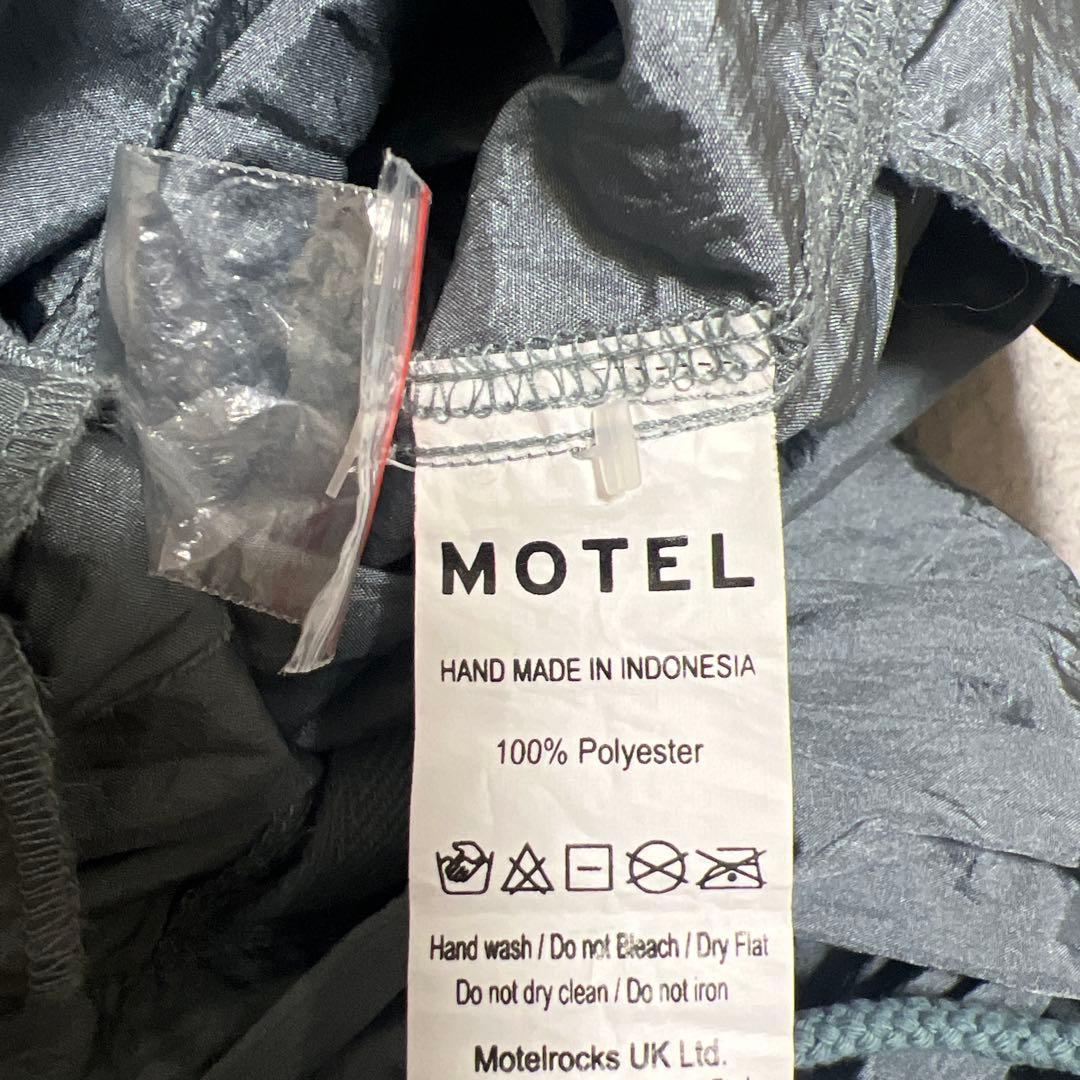 MOTEL
HAND MADE IN INDONESIA
100% Polyester
Hand wash / Do not Bleach / Dry Flat
Do not dry clean / Do not iron
Motelrocks UK Ltd.